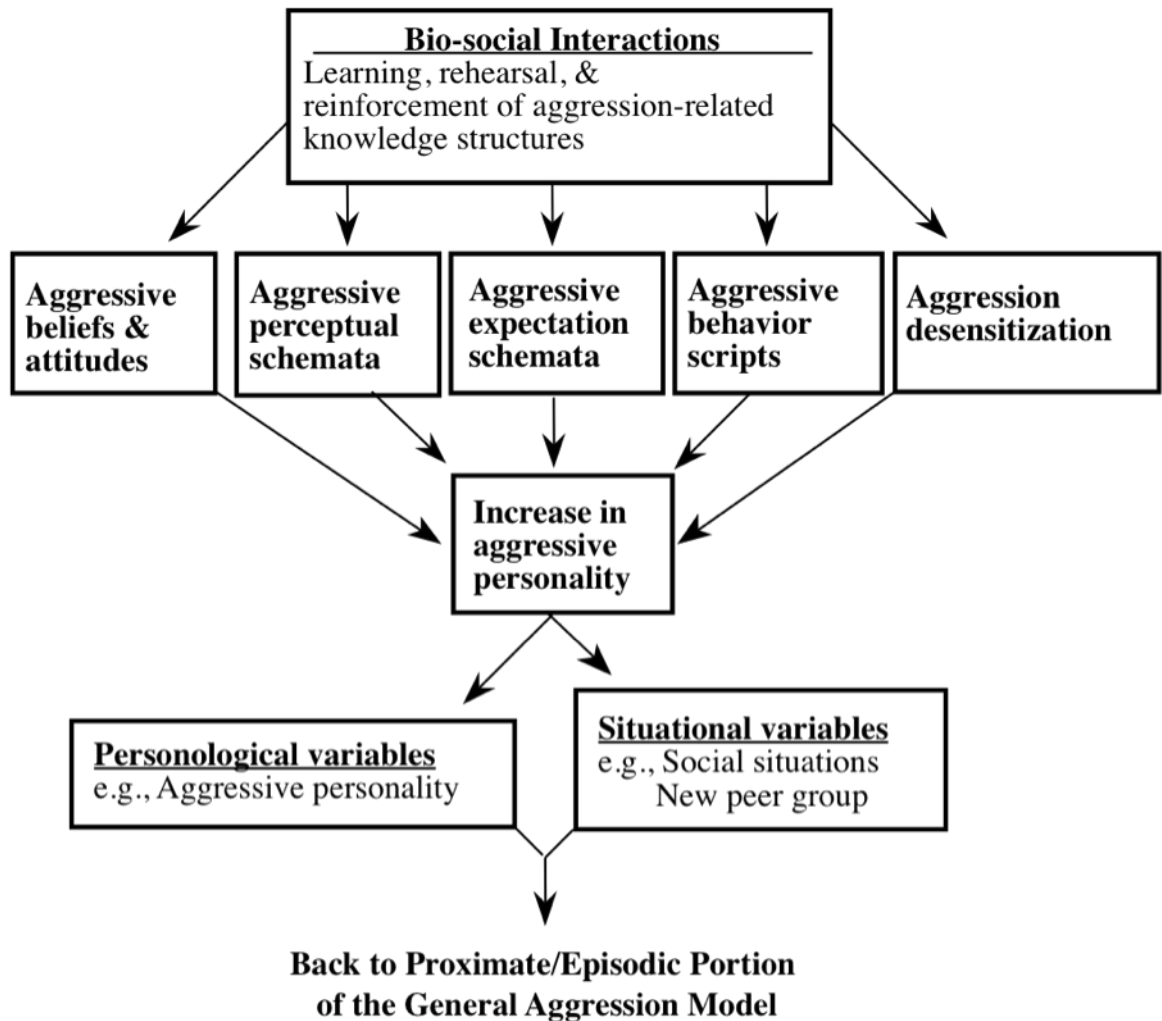 Bio-social Interactions
Learning, rehearsal, &
reinforcement of aggression-related
knowledge structures
Aggressive
beliefs &
attitudes
Aggressive
perceptual
schemata
Aggressive
expectation
schemata
Aggressive
behavior
scripts
Aggression
desensitization
Increase in
aggressive
personality
Personological variables
e.g., Aggressive personality
Situational variables
e.g., Social situations
New peer group
Back to Proximate/Episodic Portion
of the General Aggression Model